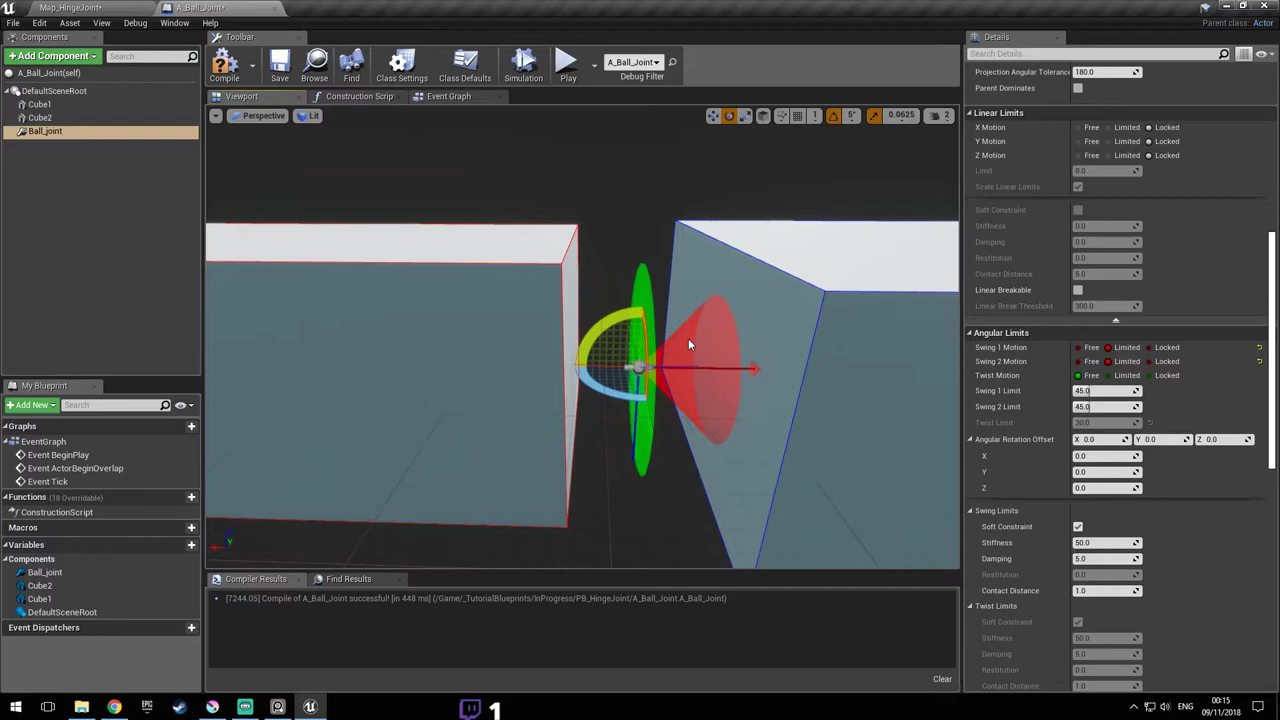 Map_HingeJoint•
A_Ball_Joint•
File Edit Asset View Debug Window Help
Parent class: Actor
Components
Toolbar
Details
+Add Component
Search
Search Details
A_Ball_Joint(self)
DefaultSceneRoot
Cube1
Cube2
Ball_joint
Compile
Save
Browse
Find
Class Settings
Class Defaults
Simulation
Play
A_Ball_Joint
Debug Filter
Viewport
Construction Scrip
Event Graph
Perspective
Lit
1
5°
0.0625
2
Projection Angular Tolerance 180.0
Parent Dominates
Linear Limits
X Motion Free Limited Locked
Y Motion Free Limited Locked
Z Motion Free Limited Locked
Limit 0.0
Scale Linear Limits
Soft Constraint
Stiffness 0.0
Damping 0.0
Restitution 0.0
Contact Distance 5.0
Linear Breakable
Linear Break Threshold 300.0
Angular Limits
Swing 1 Motion Free Limited Locked
Swing 2 Motion Free Limited Locked
Twist Motion Free Limited Locked
Swing 1 Limit 45.0
Swing 2 Limit 45.0
Twist Limit 30.0
Angular Rotation Offset X 0.0 Y 0.0 Z 0.0
X 0.0
Y 0.0
Z 0.0
Swing Limits
Soft Constraint
Stiffness 50.0
Damping 5.0
Restitution 0.0
Contact Distance 1.0
Twist Limits
Soft Constraint
Stiffness 50.0
Damping 5.0
Restitution 0.0
Contact Distance 1.0
My Blueprint
+Add New
Search
Graphs
EventGraph
Event BeginPlay
Event ActorBeginOverlap
Event Tick
Functions (18 Overridable)
ConstructionScript
Macros
Variables
Components
Ball_joint
Cube2
Cube1
DefaultSceneRoot
Event Dispatchers
Y
Compiler Results
Find Results
• [7244.05] Compile of A_Ball_Joint successful! [in 448 ms] (/Game/_TutorialBlueprints/InProgress/PB_HingeJoint/A_Ball_Joint.A_Ball_Joint)
Clear
1
ENG
00:15
09/11/2018